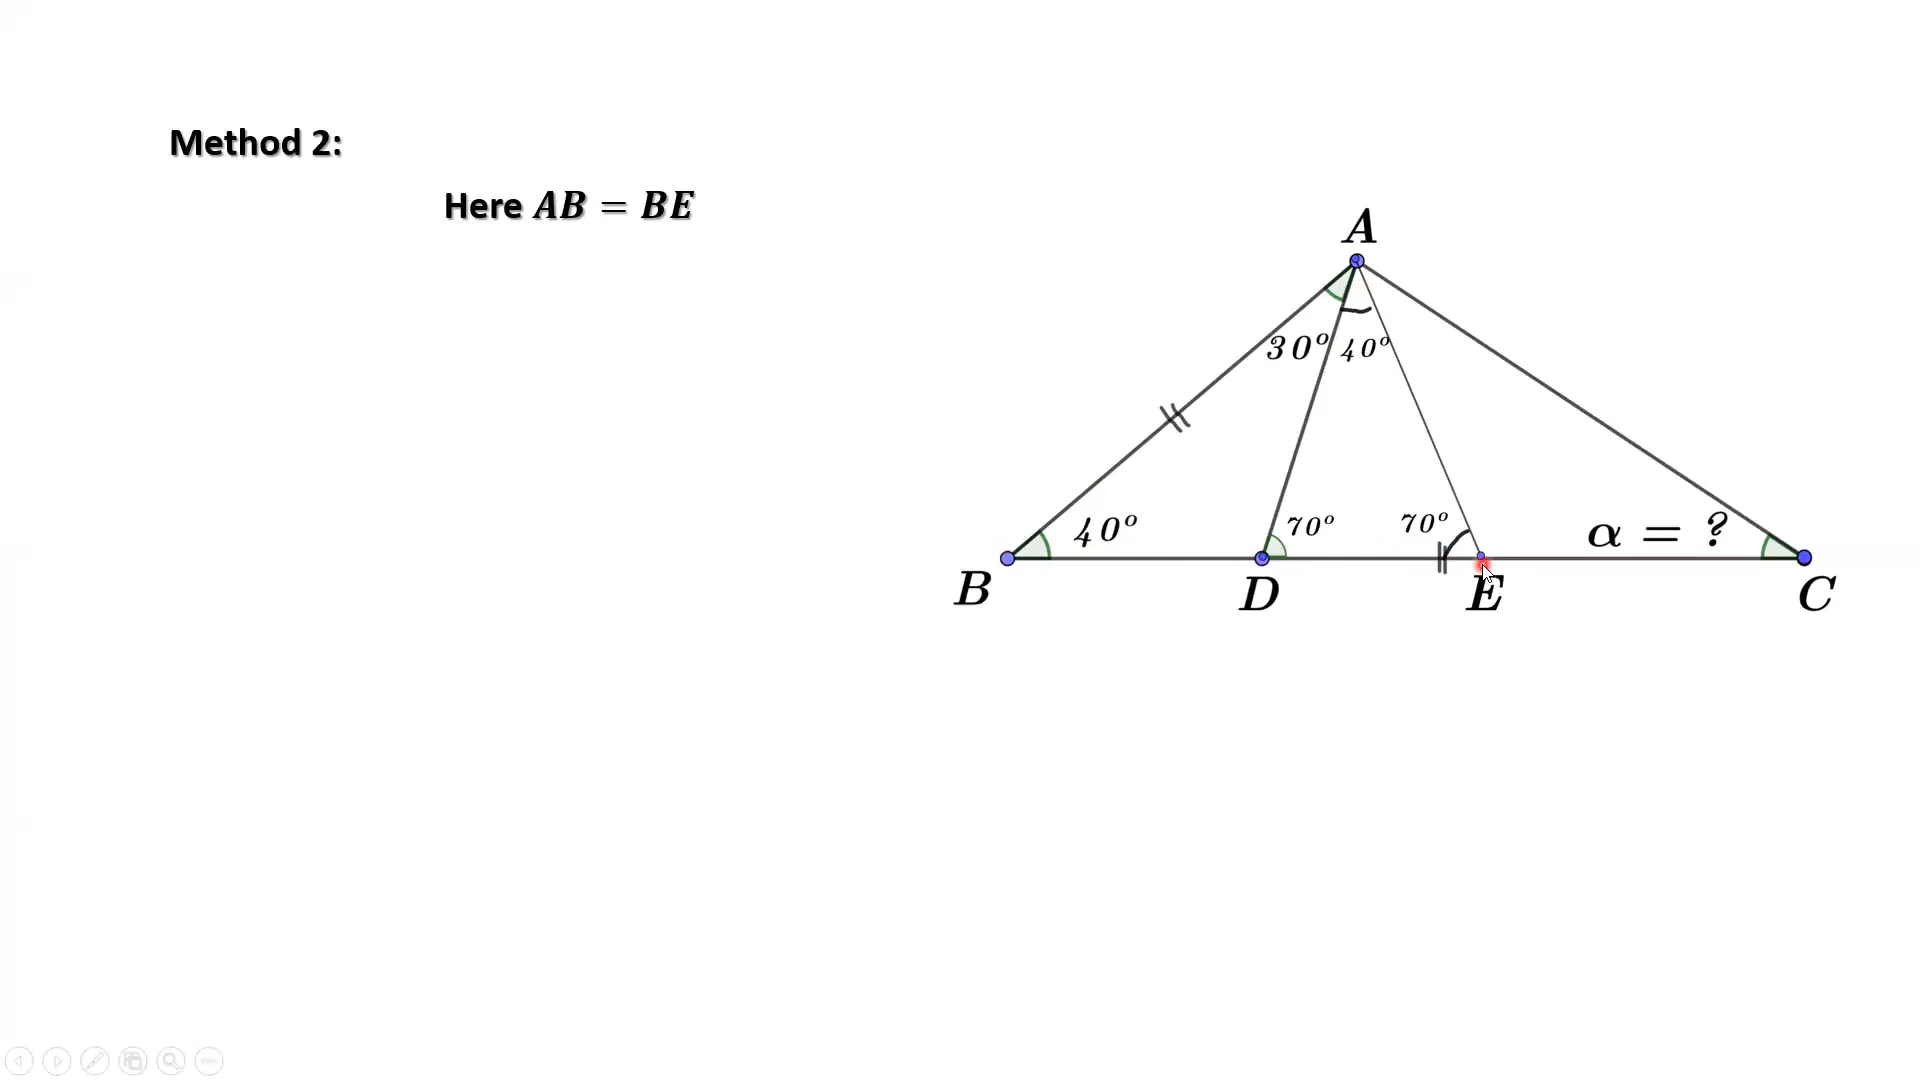 Method 2:
Here AB = BE
A
30° 40°
40° 70° 70° α = ?
B D E C